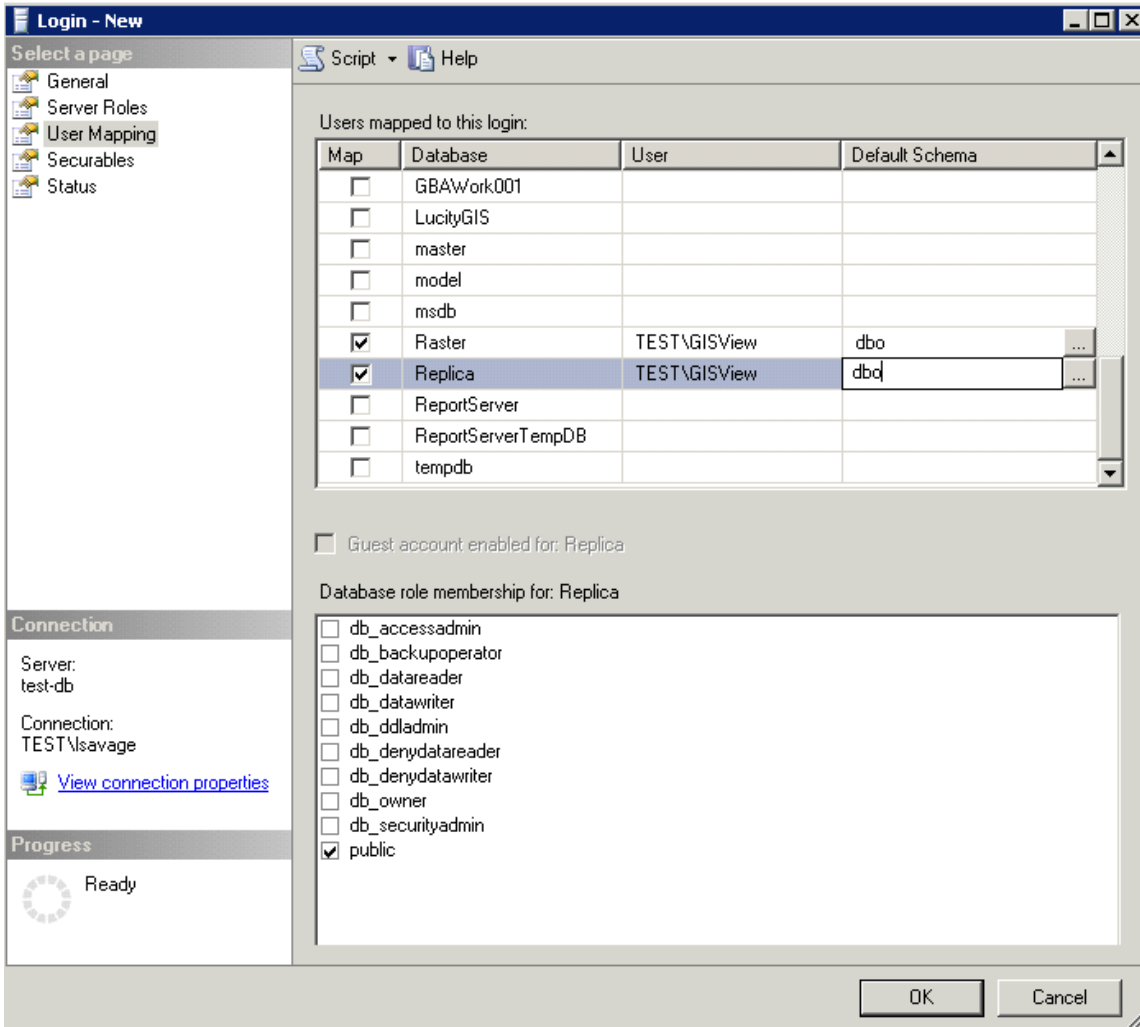 Login - New
Select a page
General
Server Roles
User Mapping
Securables
Status
Script Help
Users mapped to this login:
Map Database User Default Schema
GBAWork001
LucityGIS
master
model
msdb
Raster TEST\GISView dbo ...
Replica TEST\GISView dbo ...
ReportServer
ReportServerTempDB
tempdb
Guest account enabled for: Replica
Database role membership for: Replica
db_accessadmin
db_backupoperator
db_datareader
db_datawriter
db_ddladmin
db_denydatareader
db_denydatawriter
db_owner
db_securityadmin
public
Connection
Server:
test-db
Connection:
TEST\lsavage
View connection properties
Progress
Ready
OK Cancel